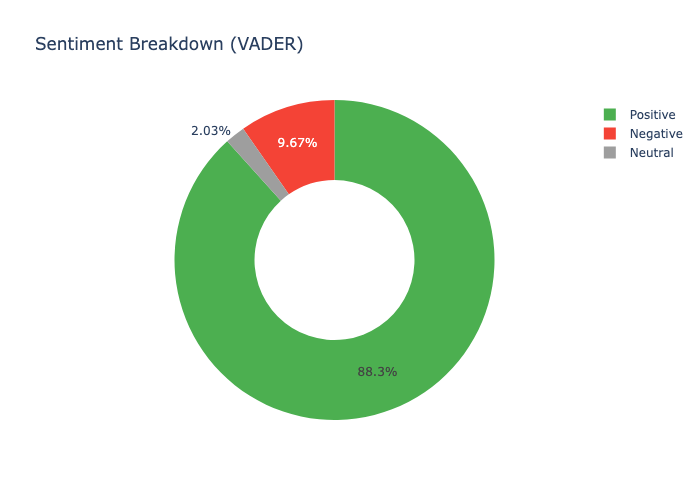 Sentiment Breakdown (VADER)
Positive
Negative
Neutral
2.03%
9.67%
88.3%